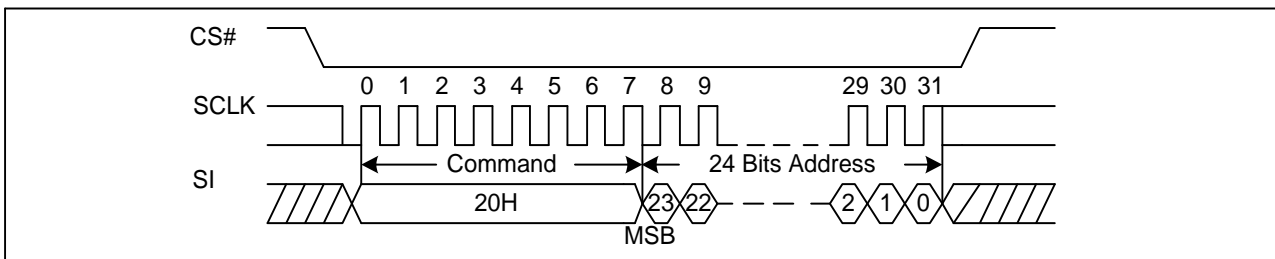 CS#
0 1 2 3 4 5 6 7 8 9 29 30 31
SCLK
Command 24 Bits Address
SI
20H 23 22 2 1 0
MSB